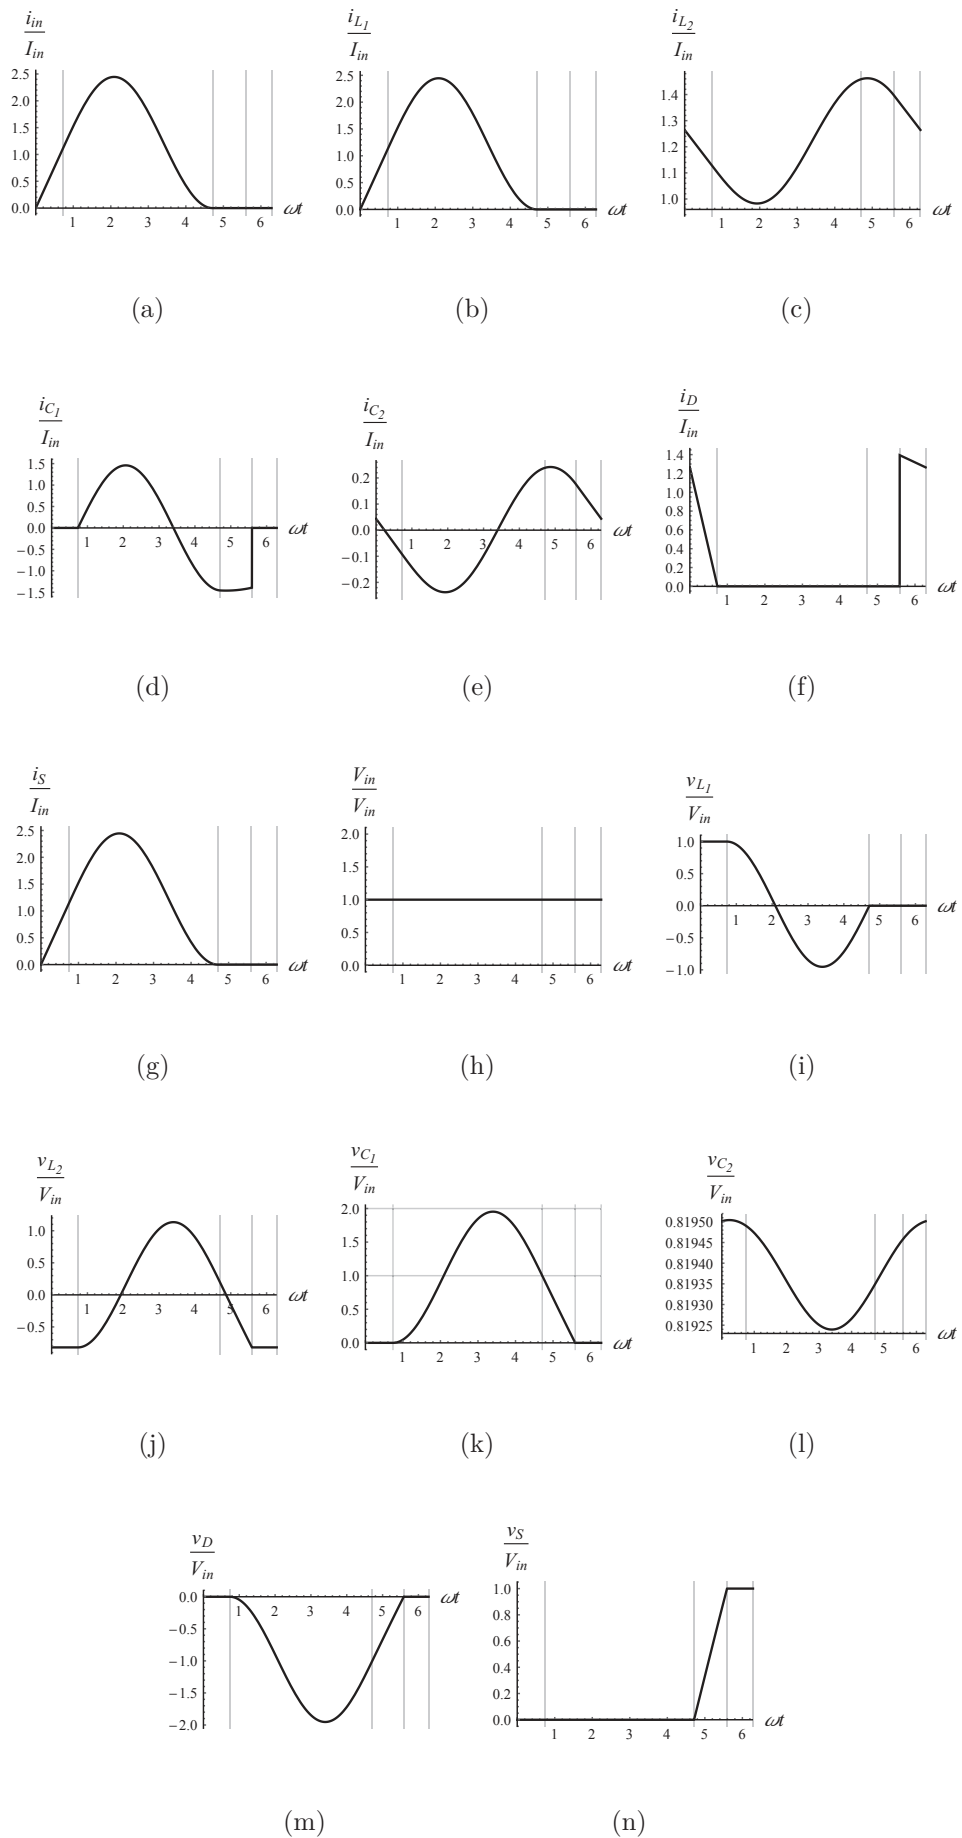 i_in/I_in i_L1/I_in i_L2/I_in
2.5 2.0 1.5 1.0 0.5 0.0 1 2 3 4 5 6 ωt
2.5 2.0 1.5 1.0 0.5 0.0 1 2 3 4 5 6 ωt
1.4 1.3 1.2 1.1 1.0 1 2 3 4 5 6 ωt
(a) (b) (c)
i_C1/I_in i_C2/I_in i_D/I_in
1.5 1.0 0.5 0.0 −0.5 −1.0 −1.5 1 2 3 4 5 6 ωt
0.2 0.1 0.0 −0.1 −0.2 1 2 3 4 5 6 ωt
1.4 1.2 1.0 0.8 0.6 0.4 0.2 0.0 1 2 3 4 5 6 ωt
(d) (e) (f)
i_S/I_in V_in/V_in v_L1/V_in
2.5 2.0 1.5 1.0 0.5 0.0 1 2 3 4 5 6 ωt
2.0 1.5 1.0 0.5 0.0 1 2 3 4 5 6 ωt
1.0 0.5 0.0 −0.5 −1.0 1 2 3 4 5 6 ωt
(g) (h) (i)
v_L2/V_in v_C1/V_in v_C2/V_in
1.0 0.5 0.0 −0.5 1 2 3 4 5 6 ωt
2.0 1.5 1.0 0.5 0.0 1 2 3 4 5 6 ωt
0.81950 0.81945 0.81940 0.81935 0.81930 0.81925 1 2 3 4 5 6 ωt
(j) (k) (l)
v_D/V_in v_S/V_in
0.0 −0.5 −1.0 −1.5 −2.0 1 2 3 4 5 6 ωt
1.0 0.8 0.6 0.4 0.2 0.0 1 2 3 4 5 6 ωt
(m) (n)